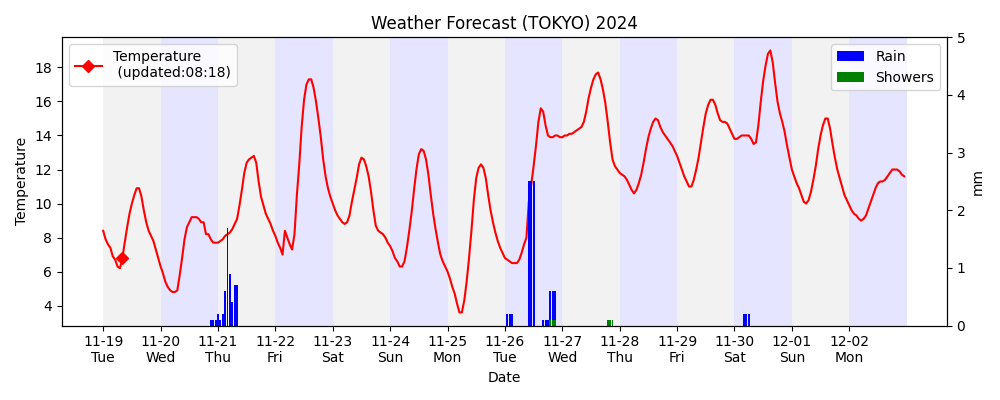 Weather Forecast (TOKYO) 2024
Temperature
(updated:08:18)
Rain
Showers
Temperature
18
16
14
12
10
8
6
4
5
4
3
2
1
0
mm
11-19 11-20 11-21 11-22 11-23 11-24 11-25 11-26 11-27 11-28 11-29 11-30 12-01 12-02
Tue Wed Thu Fri Sat Sun Mon Tue Wed Thu Fri Sat Sun Mon
Date